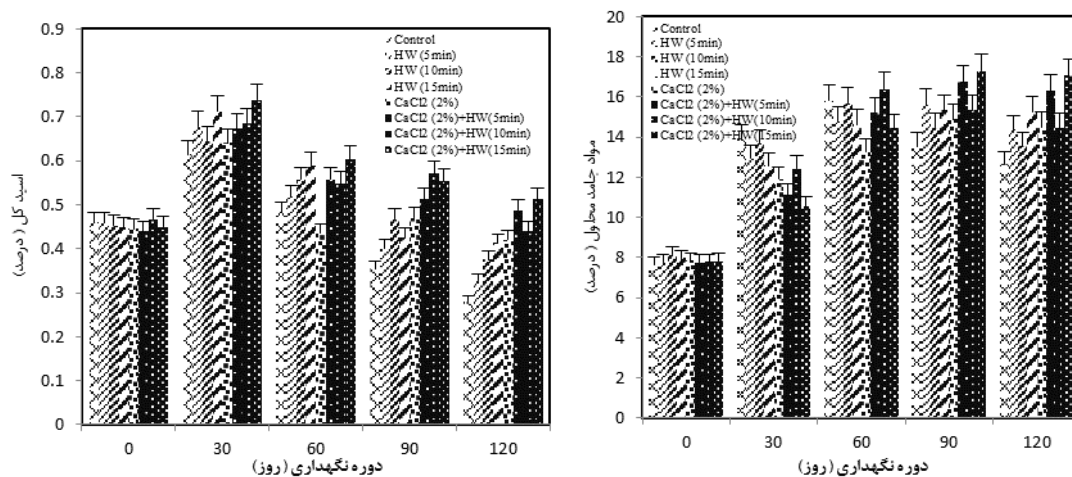 0.9
0.8
0.7
0.6
0.5
0.4
0.3
0.2
0.1
0
اسید کل (درصد)
Control
HW (5min)
HW (10min)
HW (15min)
CaCl2 (2%)
CaCl2 (2%)+HW(5min)
CaCl2 (2%)+HW(10min)
CaCl2 (2%)+HW(15min)
0 30 60 90 120
دوره نگهداری (روز)
20
18
16
14
12
10
8
6
4
2
0
مواد جامد محلول (درصد)
Control
HW (5min)
HW (10min)
HW (15min)
CaCl2 (2%)
CaCl2 (2%)+HW(5min)
CaCl2 (2%)+HW(10min)
CaCl2 (2%)+HW(15min)
0 30 60 90 120
دوره نگهداری (روز)